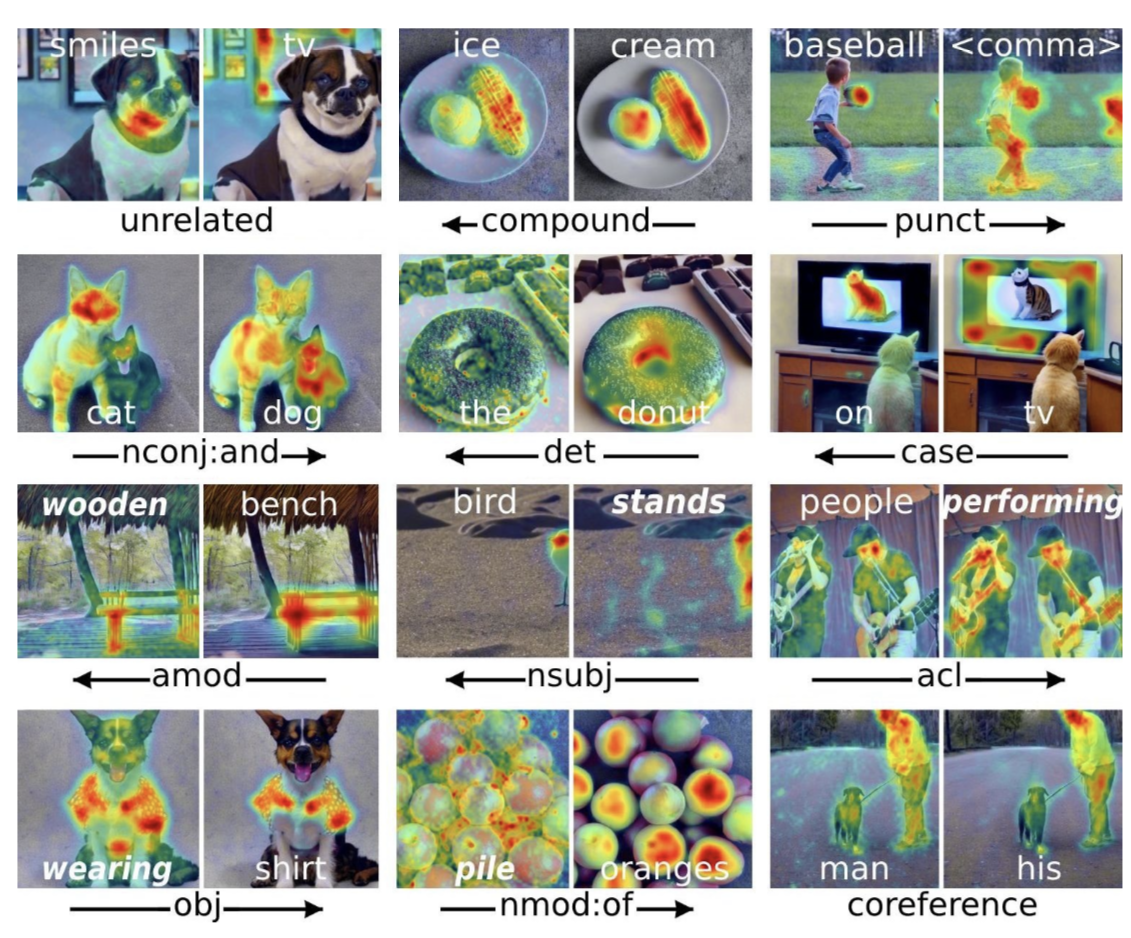 smiles tv ice cream baseball <comma>
unrelated compound punct
cat dog the donut on tv
nconj:and det case
wooden bench bird stands people performing
amod nsubj acl
wearing shirt pile oranges man his
obj nmod:of coreference